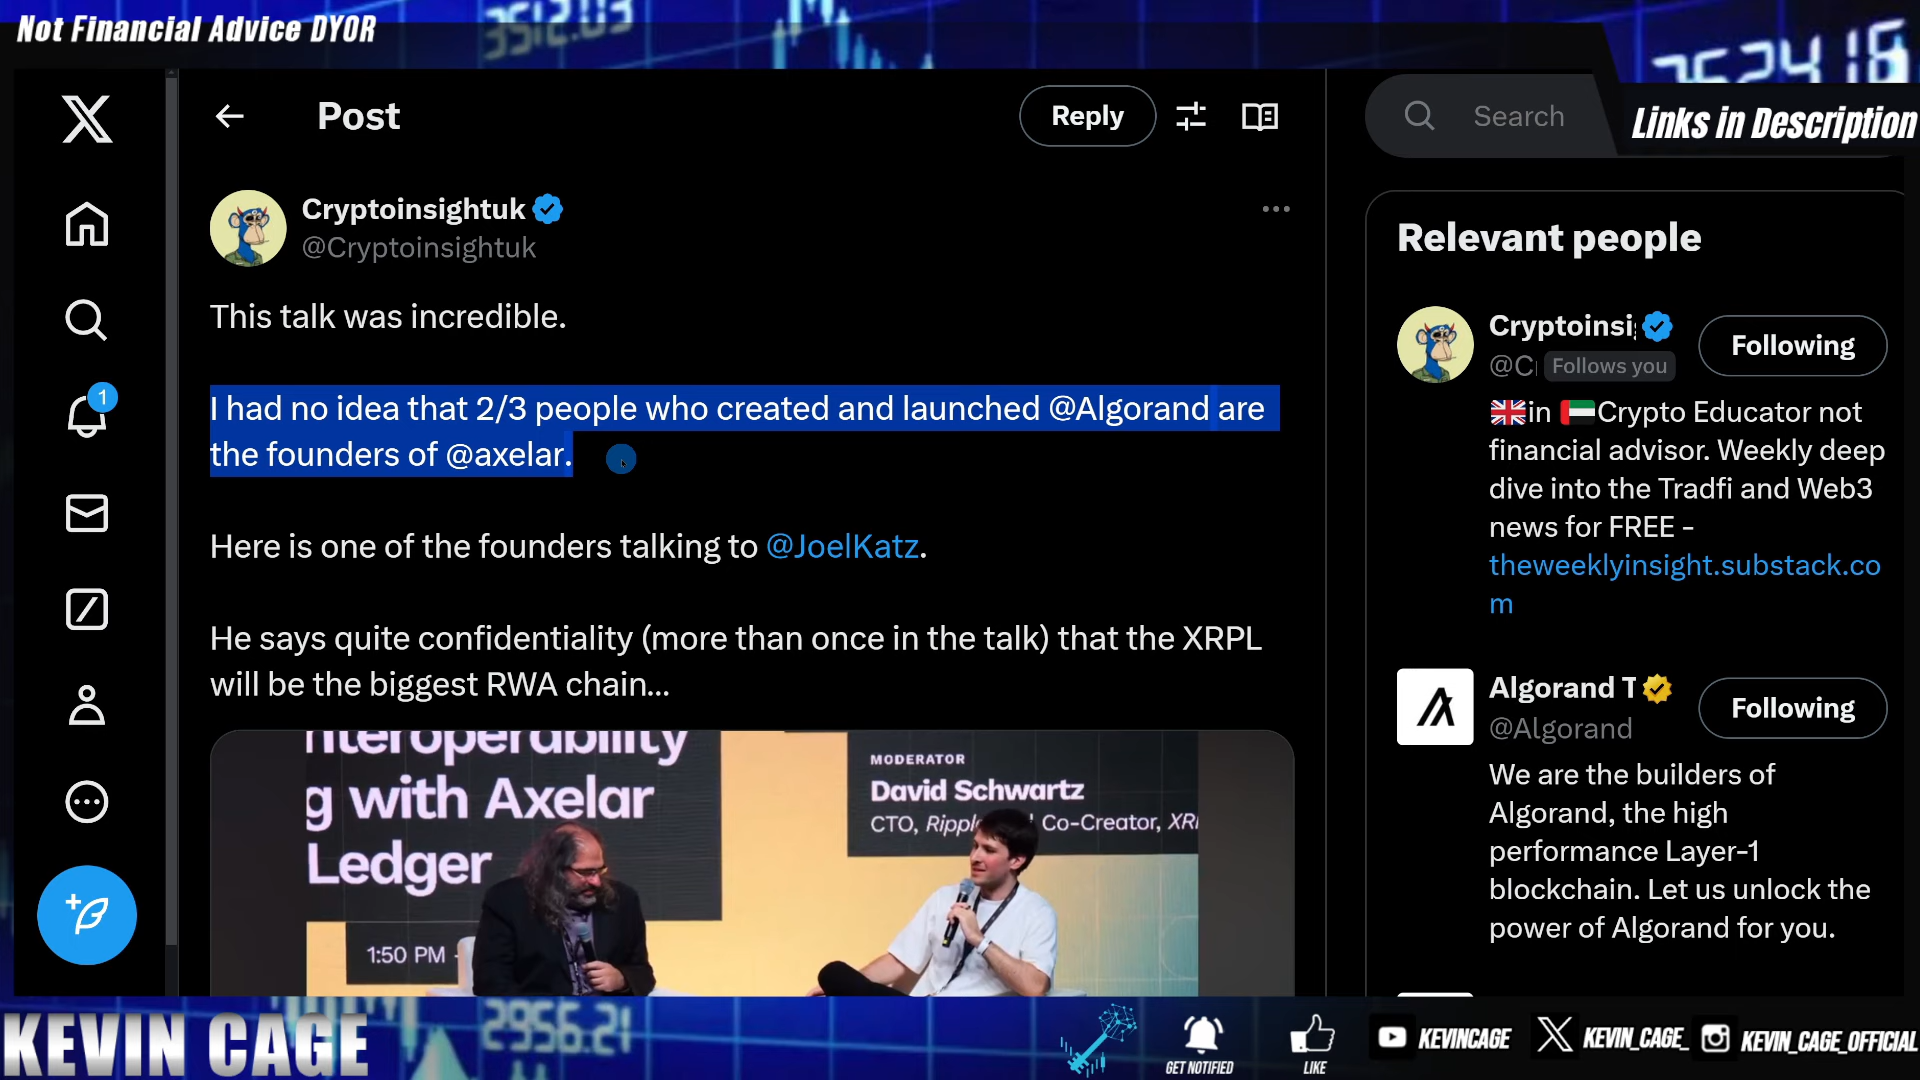 Not Financial Advice DYOR
3512.03
Links in Description
Post
Reply
Search
Cryptoinsightuk
@Cryptoinsightuk
This talk was incredible.
I had no idea that 2/3 people who created and launched @Algorand are
the founders of @axelar.
Here is one of the founders talking to @JoelKatz.
He says quite confidentiality (more than once in the talk) that the XRPL
will be the biggest RWA chain...
nteroperability
g with Axelar
Ledger
1:50 PM
MODERATOR
David Schwartz
CTO, Ripple Co-Creator, XR
1
Relevant people
Cryptoinsi
@C
Follows you
Following
in Crypto Educator not
financial advisor. Weekly deep
dive into the Tradfi and Web3
news for FREE -
theweeklyinsight.substack.co
m
Algorand T
@Algorand
Following
We are the builders of
Algorand, the high
performance Layer-1
blockchain. Let us unlock the
power of Algorand for you.
KEVIN CAGE
2956.21
GET NOTIFIED
LIKE
KEVINCAGE
KEVIN_CAGE_
KEVIN_CAGE_OFFICIAL